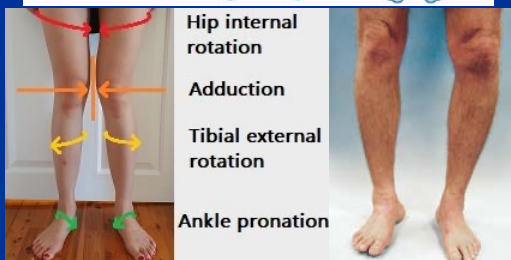 Hip internal
rotation
Adduction
Tibial external
rotation
Ankle pronation